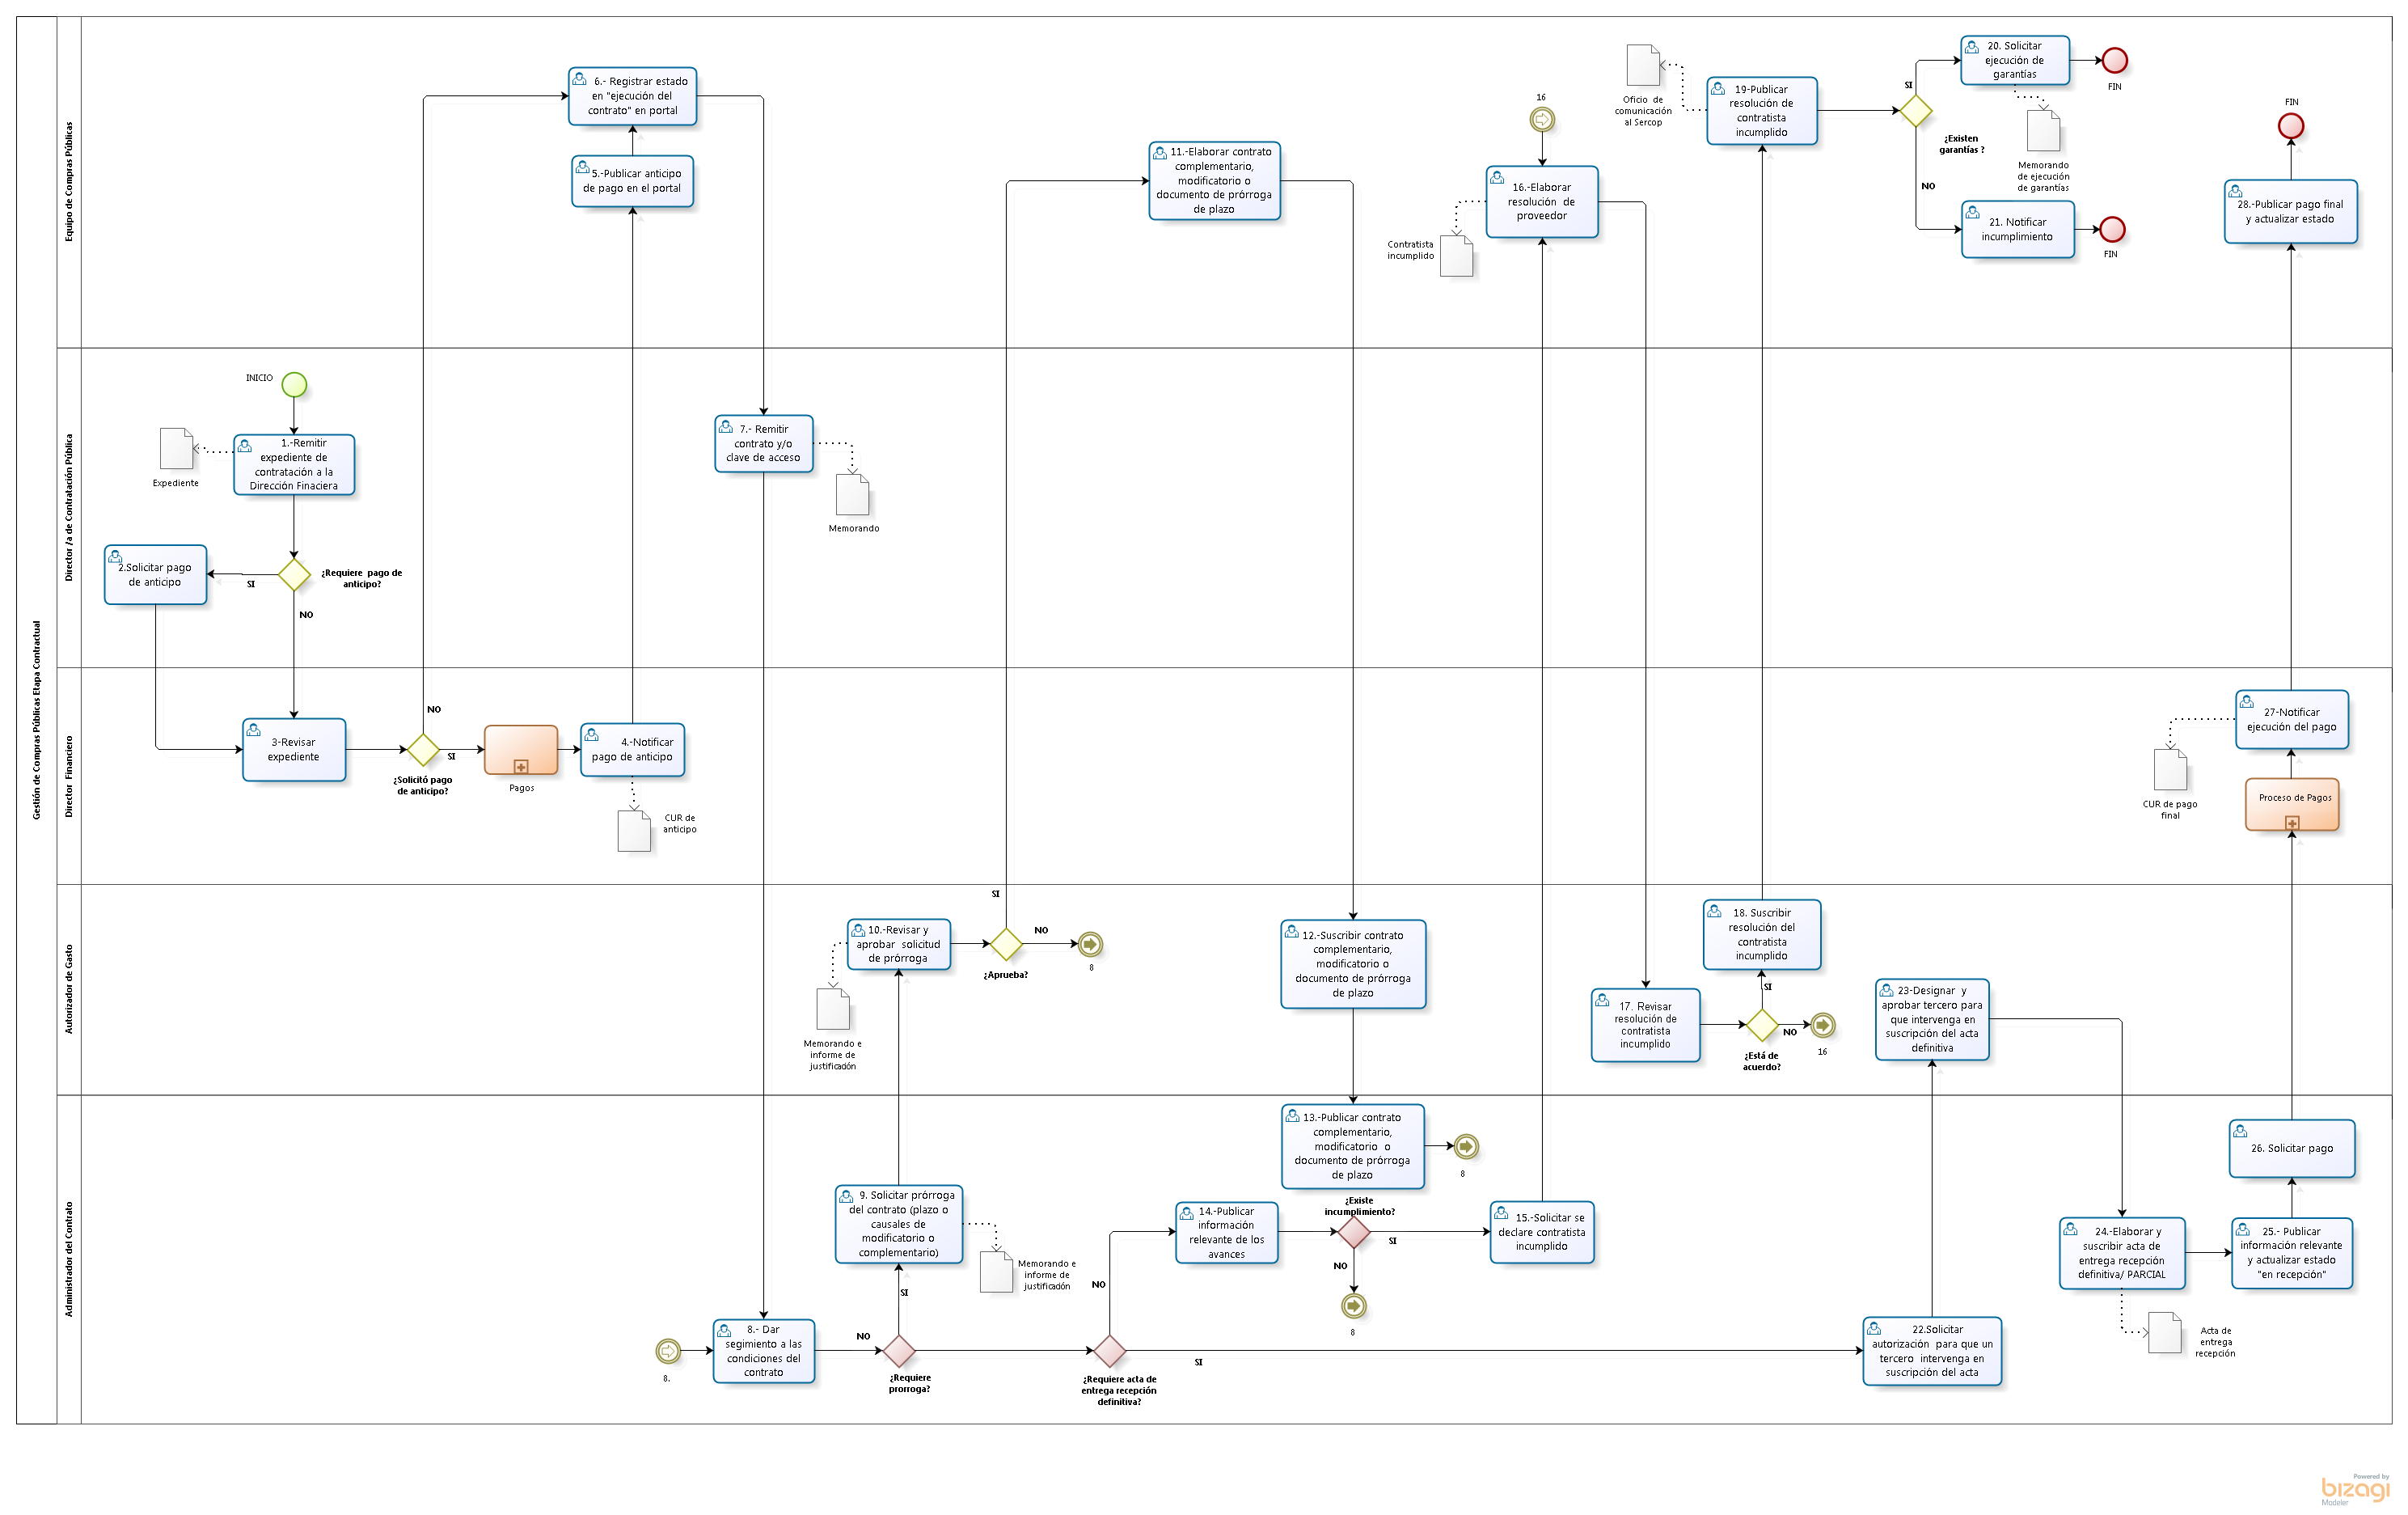 Gestión de Compras Públicas Etapa Contractual
Equipo de Compras Públicas
6.- Registrar estado
en "ejecución del
contrato" en portal
5.-Publicar anticipo
de pago en el portal
11.-Elaborar contrato
complementario,
modificatorio o
documento de prórroga
de plazo
16
16.-Elaborar
resolución de
proveedor
Contratista
incumplido
Oficio de
comunicación
al Sercop
19-Publicar
resolución de
contratista
incumplido
SI
¿Existen
garantías ?
NO
20. Solicitar
ejecución de
garantías
FIN
Memorando
de ejecución
de garantías
21. Notificar
incumplimiento
FIN
FIN
28.-Publicar pago final
y actualizar estado
Director /a de Contratación Pública
INICIO
1.-Remitir
expediente de
contratación a la
Dirección Finaciera
Expediente
2.Solicitar pago
de anticipo
SI
¿Requiere pago de
anticipo?
NO
7.- Remitir
contrato y/o
clave de acceso
Memorando
Director Financiero
3-Revisar
expediente
NO
SI
¿Solicitó pago
de anticipo?
Pagos
4.-Notificar
pago de anticipo
CUR de
anticipo
27-Notificar
ejecución del pago
CUR de pago
final
Proceso de Pagos
Autorizador de Gasto
10.-Revisar y
aprobar solicitud
de prórroga
Memorando e
informe de
justificación
SI
NO
¿Aprueba?
8
12.-Suscribir contrato
complementario,
modificatorio o
documento de prórroga
de plazo
17. Revisar
resolución de
contratista
incumplido
18. Suscribir
resolución del
contratista
incumplido
SI
NO
¿Está de
acuerdo?
16
23-Designar y
aprobar tercero para
que intervenga en
suscripción del acta
definitiva
Administrador del Contrato
8.
8.- Dar
segimiento a las
condiciones del
contrato
NO
SI
¿Requiere
prorroga?
9. Solicitar prórroga
del contrato (plazo o
causales de
modificatorio o
complementario)
Memorando e
informe de
justificación
NO
¿Requiere acta de
entrega recepción
definitiva?
SI
14.-Publicar
información
relevante de los
avances
13.-Publicar contrato
complementario,
modificatorio o
documento de prórroga
de plazo
8
¿Existe
incumplimiento?
SI
NO
8
15.-Solicitar se
declare contratista
incumplido
22.Solicitar
autorización para que un
tercero intervenga en
suscripción del acta
24.-Elaborar y
suscribir acta de
entrega recepción
definitiva/ PARCIAL
Acta de
entrega
recepción
25.- Publicar
información relevante
y actualizar estado
"en recepción"
26. Solicitar pago
Powered by
bizagi
Modeler